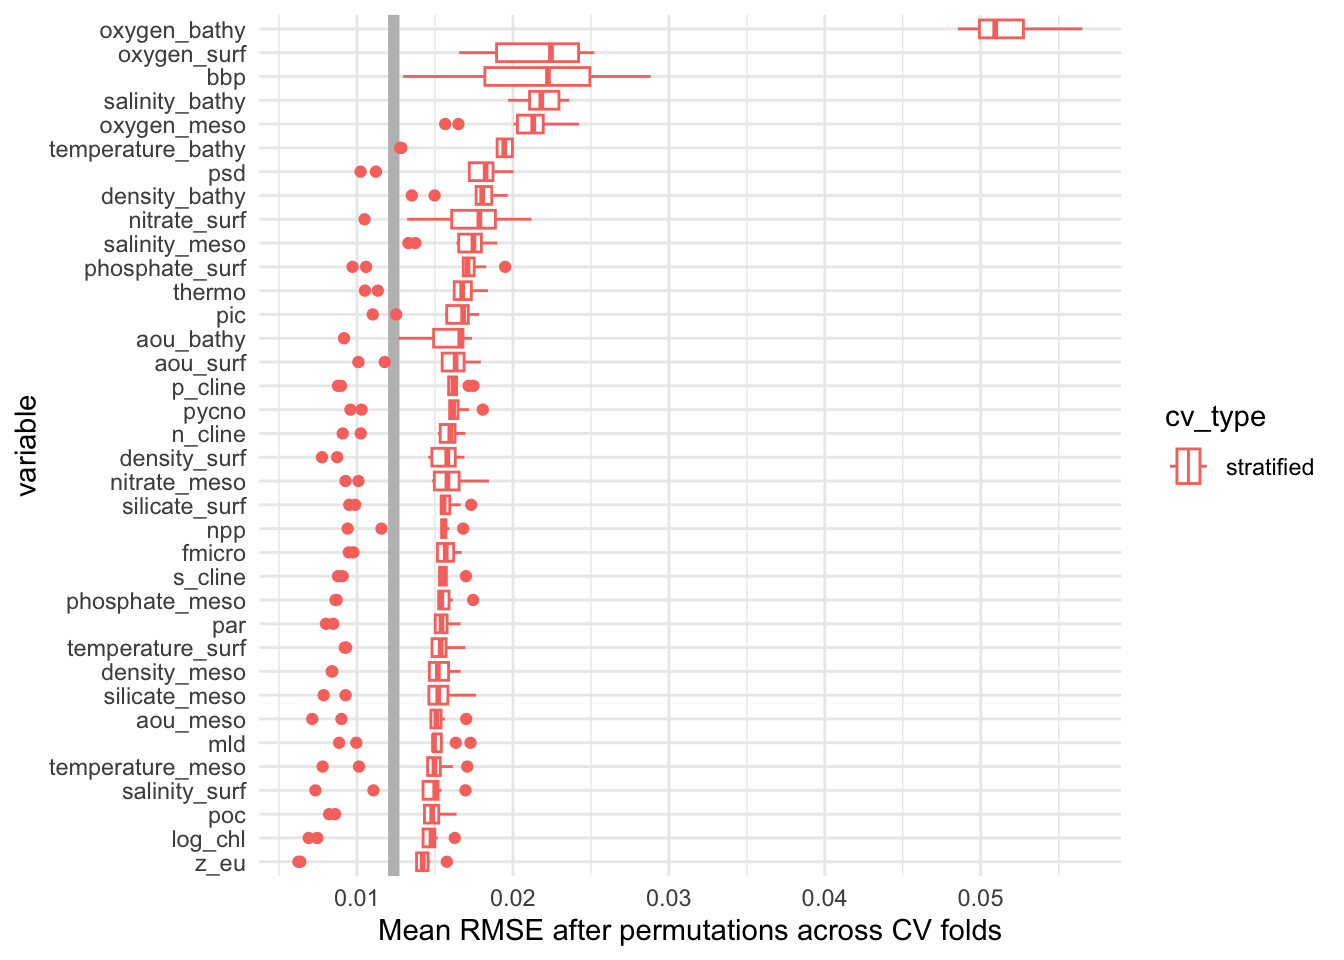 oxygen_bathy
oxygen_surf
bbp
salinity_bathy
oxygen_meso
temperature_bathy
psd
density_bathy
nitrate_surf
salinity_meso
phosphate_surf
thermo
pic
aou_bathy
aou_surf
p_cline
pycno
n_cline
density_surf
nitrate_meso
silicate_surf
npp
fmicro
s_cline
phosphate_meso
par
temperature_surf
density_meso
silicate_meso
aou_meso
mld
temperature_meso
salinity_surf
poc
log_chl
z_eu
variable
0.01 0.02 0.03 0.04 0.05
Mean RMSE after permutations across CV folds
cv_type
stratified